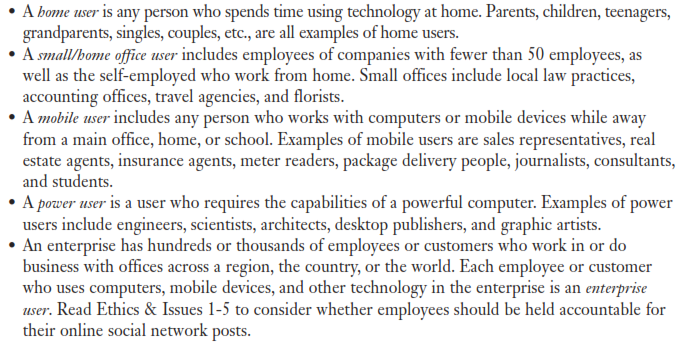 • A home user is any person who spends time using technology at home. Parents, children, teenagers,
grandparents, singles, couples, etc., are all examples of home users.
• A small/home office user includes employees of companies with fewer than 50 employees, as
well as the self-employed who work from home. Small offices include local law practices,
accounting offices, travel agencies, and florists.
• A mobile user includes any person who works with computers or mobile devices while away
from a main office, home, or school. Examples of mobile users are sales representatives, real
estate agents, insurance agents, meter readers, package delivery people, journalists, consultants,
and students.
• A power user is a user who requires the capabilities of a powerful computer. Examples of power
users include engineers, scientists, architects, desktop publishers, and graphic artists.
• An enterprise has hundreds or thousands of employees or customers who work in or do
business with offices across a region, the country, or the world. Each employee or customer
who uses computers, mobile devices, and other technology in the enterprise is an enterprise
user. Read Ethics & Issues 1-5 to consider whether employees should be held accountable for
their online social network posts.